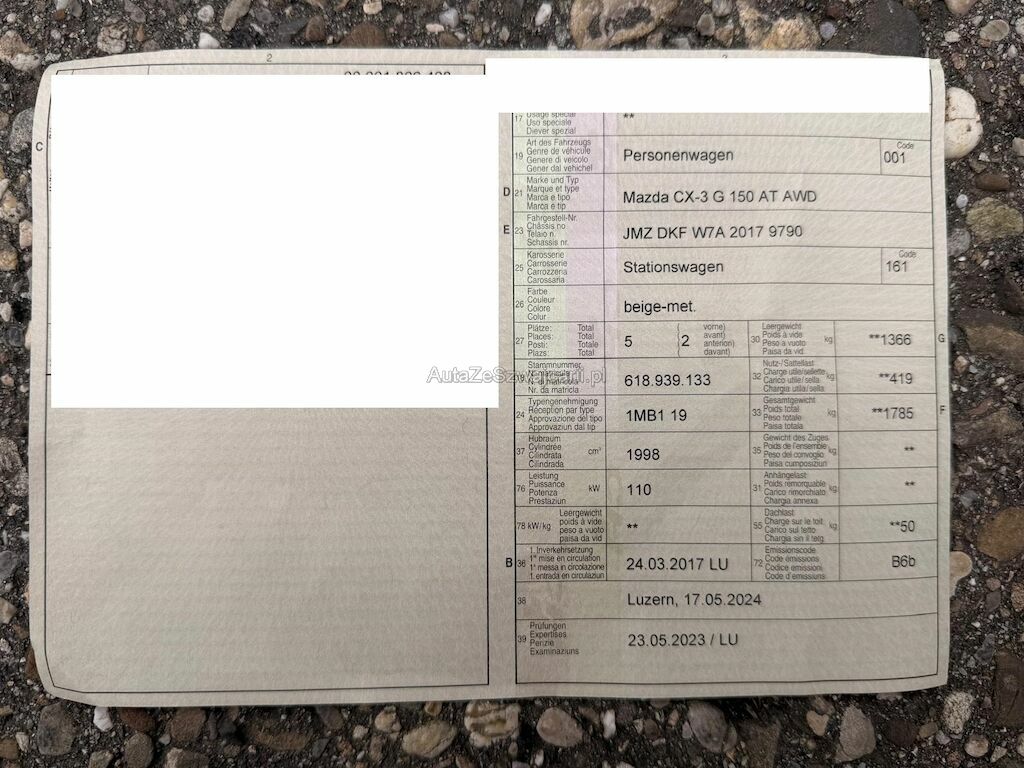 2
C
17 Usage spécial
Uso speciale
Diever spezial
**
19 Art des Fahrzeugs
Genre de véhicule
Genere di veicolo
Gener dal vehichel
Personenwagen
Code
001
D 21 Marke und Typ
Marque et type
Marca e tipo
Marca e tip
Mazda CX-3 G 150 AT AWD
E 23 Fahrgestell-Nr.
Châssis no
Telaio n.
Schassis nr.
JMZ DKF W7A 2017 9790
25 Karosserie
Carrosserie
Carrozzeria
Carossaria
Stationswagen
Code
161
26 Farbe
Couleur
Colore
Colur
beige-met.
27 Plätze: Total
Places: Total
Posti: Totale
Plazs: Total
5
( vorne)
( 2 avant)
anteriori)
davant)
30 Leergewicht
Poids à vide
Peso a vuoto
Paisa da vid
kg
**1366
G
Stammnummer
N. di matricola
Nr. da matricla
618.939.133
AutaZeSzwajcarii.pl
32 Nutz-/Sattellast
Charge utile/sellette
Carico utile/sella
Chargia utila/sella
kg
**419
24 Typengenehmigung
Réception par type
Approvazione del tipo
Approvaziun dal tip
1MB1 19
33 Gesamtgewicht
Poids total
Peso totale
Paisa totala
kg
**1785
F
37 Hubraum
Cylindrée
Cilindrata
Cilindrada
cm³
1998
35 Gewicht des Zuges
Poids de l'ensemble
Peso del convoglio
Paisa cumposiziun
kg
**
76 Leistung
Puissance
Potenza
Prestaziun
kW
110
31 Anhängelast
Poids remorquable
Carico rimorchiato
Chargia annexa
kg
**
78 kW/kg
Leergewicht
poids à vide
peso a vuoto
paisa da vid
**
55 Dachlast
Charge sur le toit
Carico sul tetto
Chargia sin il tetg
kg
**50
B 36 1. Inverkehrsetzung
1re mise en circulation
1a messa in circolazione
1. entrada en circulaziun
24.03.2017 LU
72 Emissionscode
Code émissions
Codice emissioni
Code d'emissiuns
B6b
38
Luzern, 17.05.2024
39 Prüfungen
Expertises
Perizie
Examinaziuns
23.05.2023 / LU